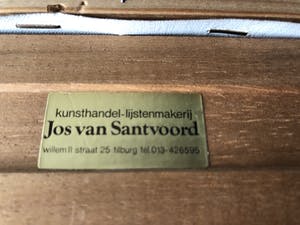 kunsthandel-lijstenmakerij
Jos van Santvoord
willem II straat 25 tilburg tel. 013-426595